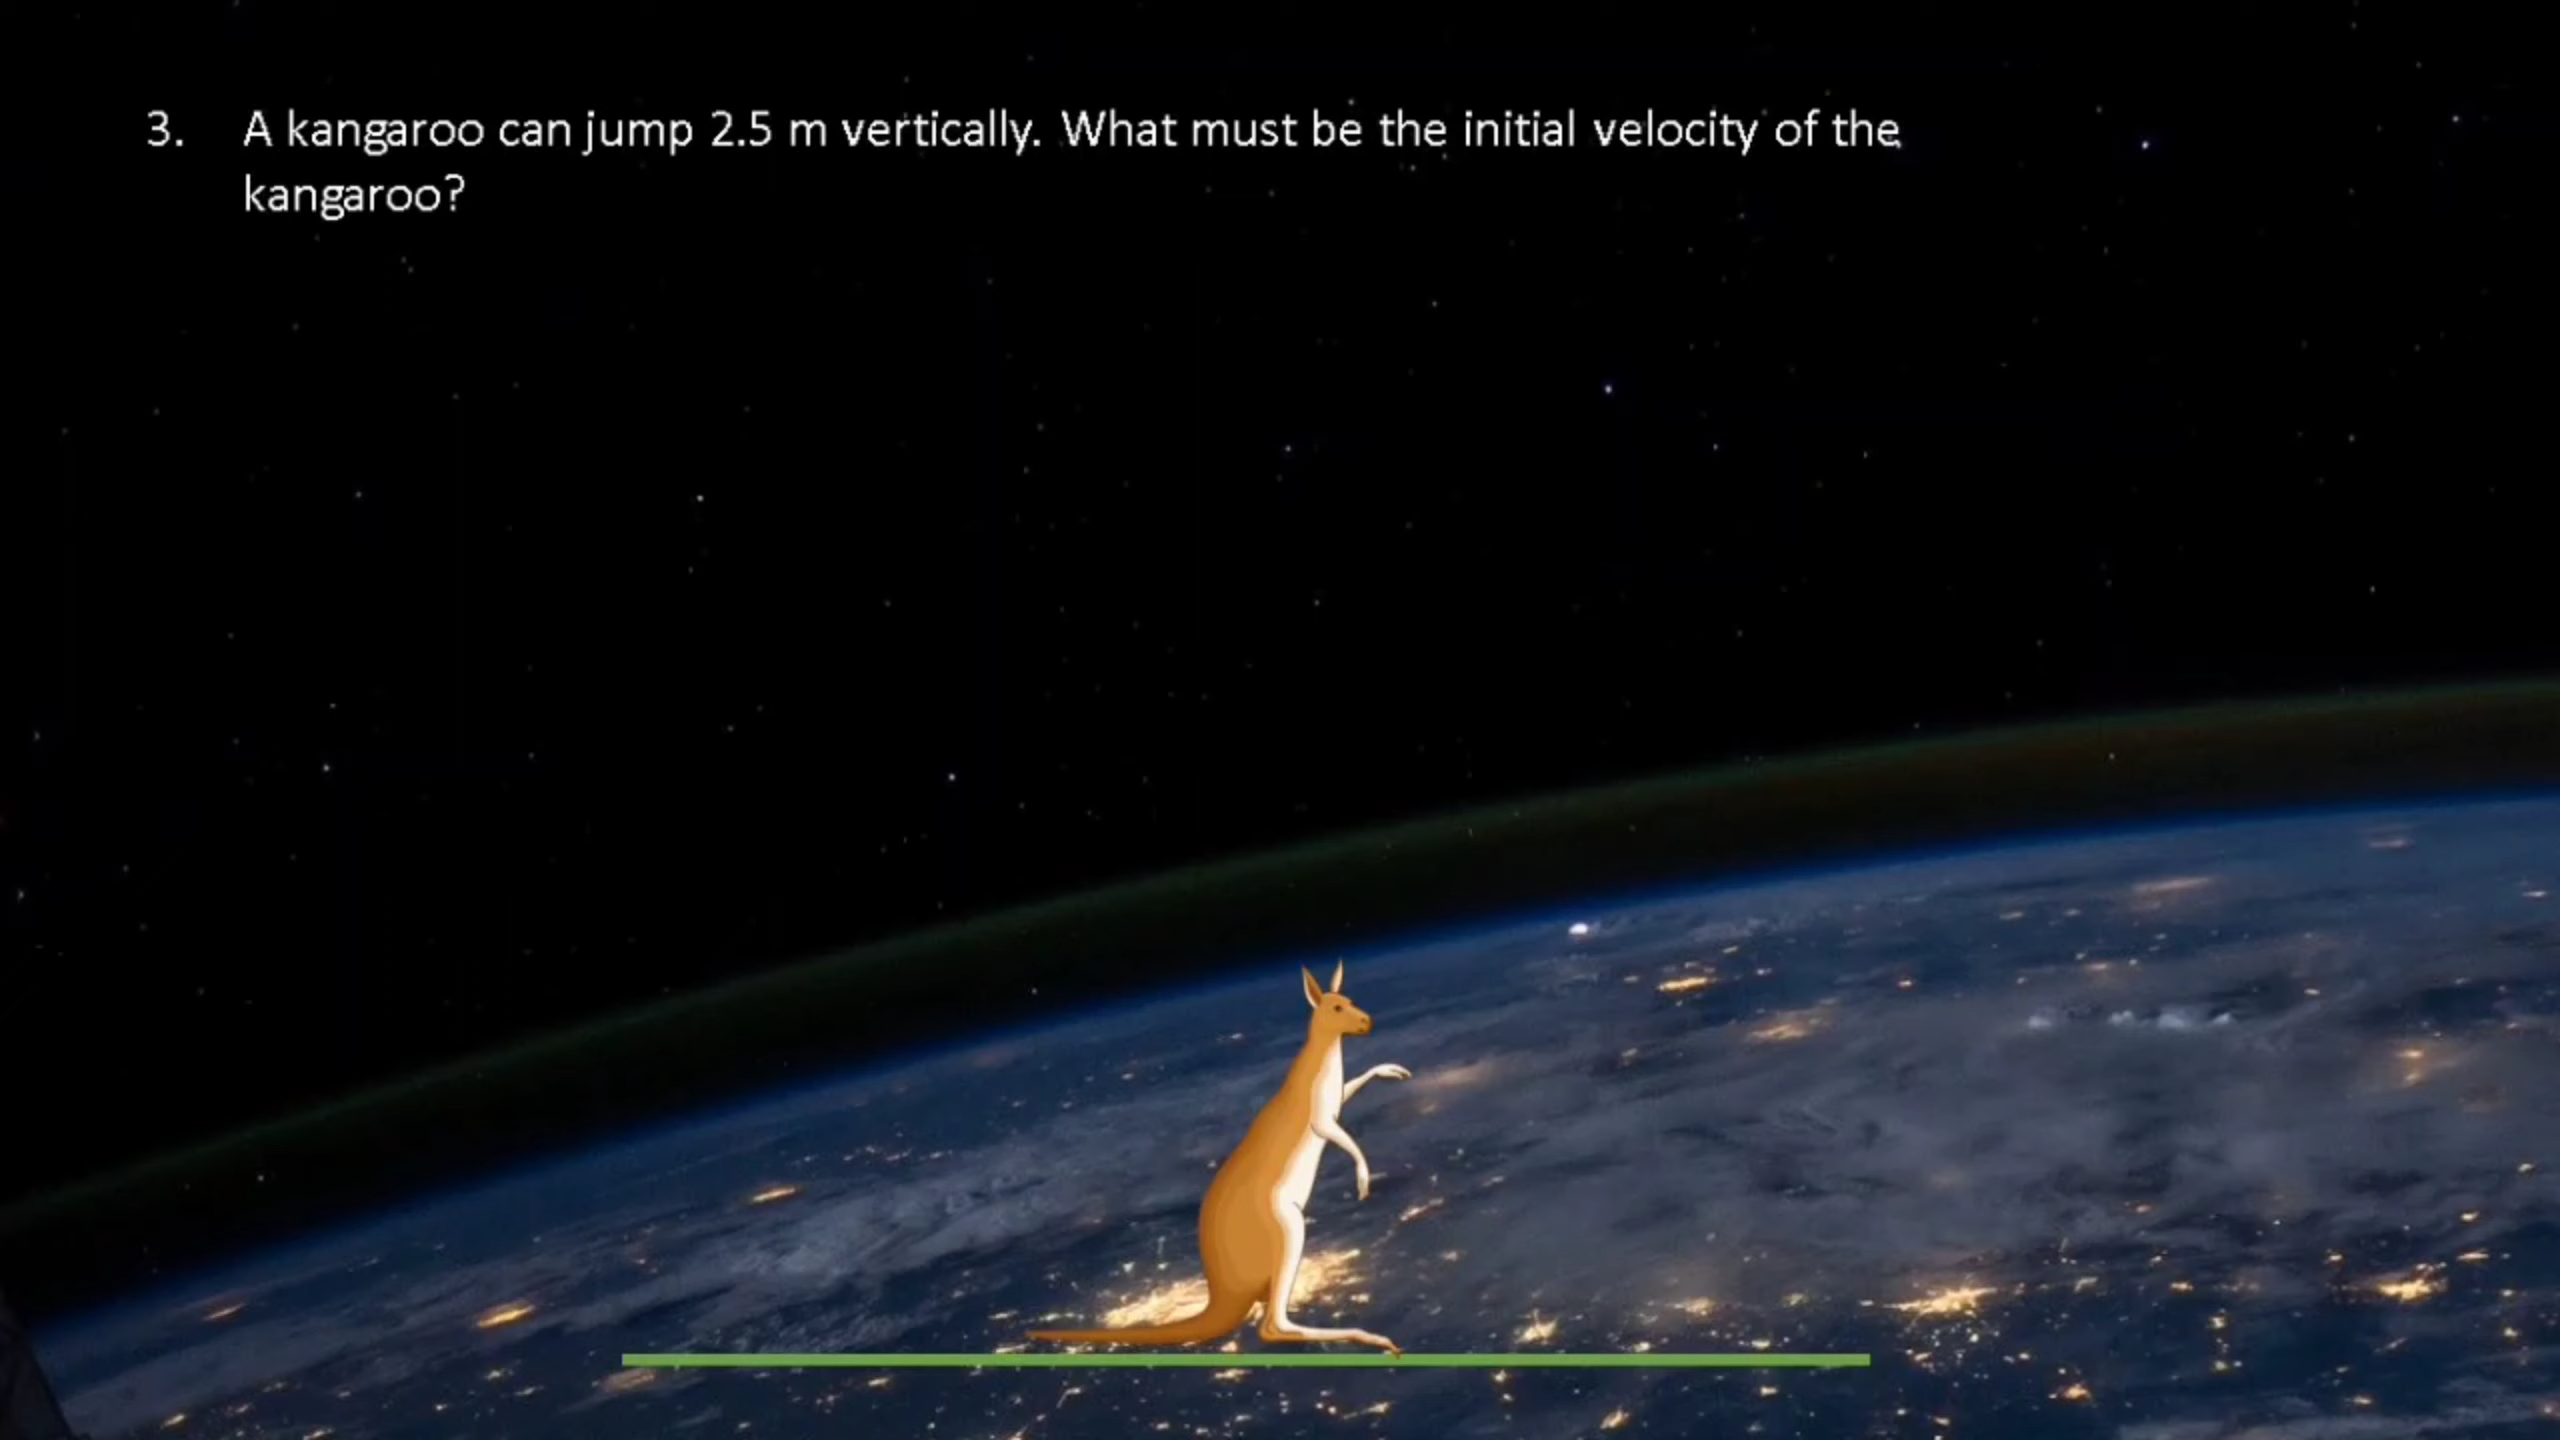 3. A kangaroo can jump 2.5 m vertically. What must be the initial velocity of the
kangaroo?